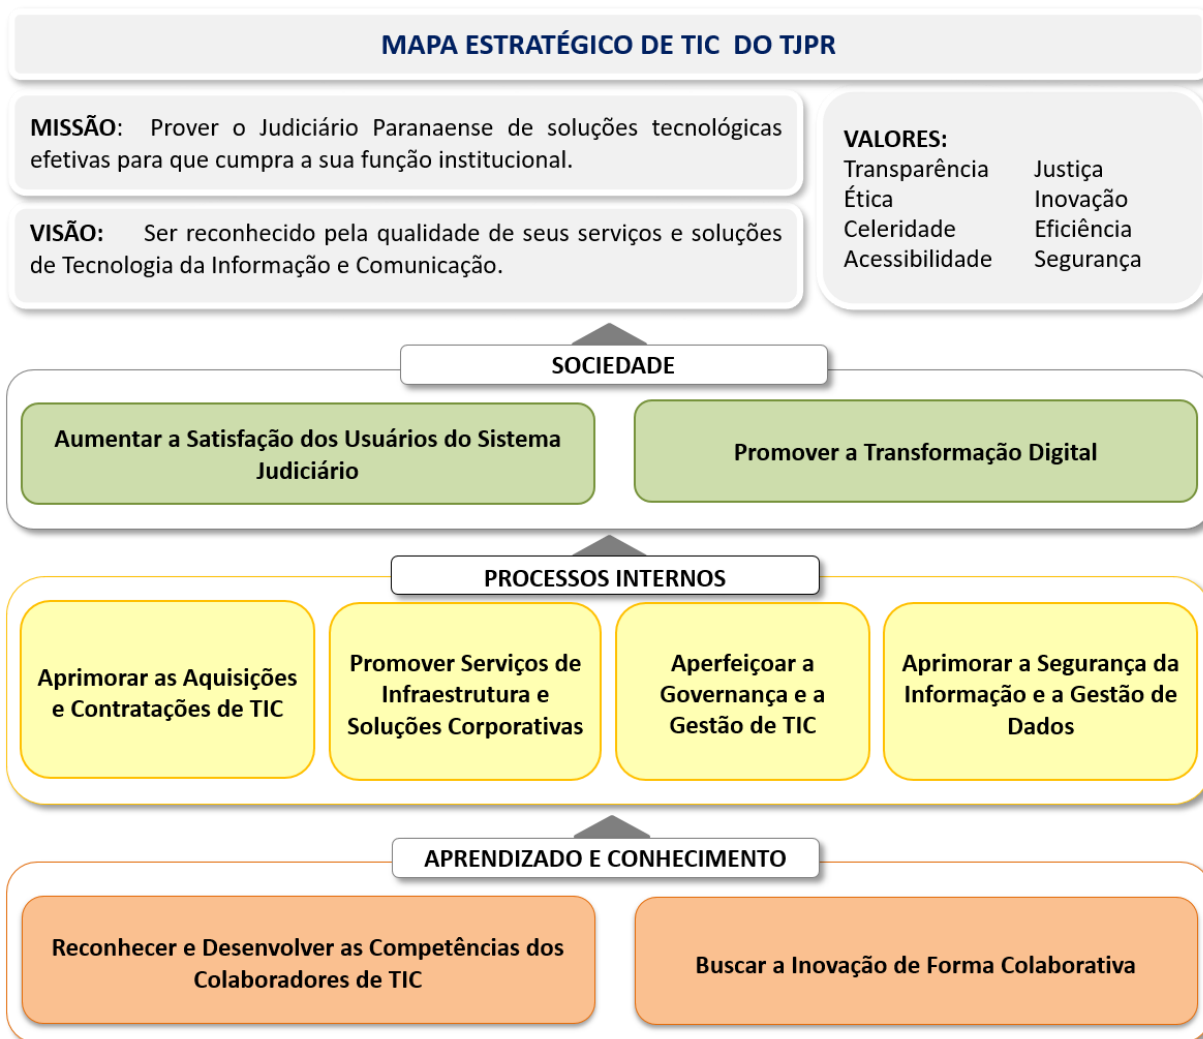 MAPA ESTRATÉGICO DE TIC DO TJPR
MISSÃO: Prover o Judiciário Paranaense de soluções tecnológicas
efetivas para que cumpra a sua função institucional.
VISÃO: Ser reconhecido pela qualidade de seus serviços e soluções
de Tecnologia da Informação e Comunicação.
VALORES:
Transparência Justiça
Ética Inovação
Celeridade Eficiência
Acessibilidade Segurança
SOCIEDADE
Aumentar a Satisfação dos Usuários do Sistema
Judiciário
Promover a Transformação Digital
PROCESSOS INTERNOS
Aprimorar as Aquisições
e Contratações de TIC
Promover Serviços de
Infraestrutura e
Soluções Corporativas
Aperfeiçoar a
Governança e a
Gestão de TIC
Aprimorar a Segurança da
Informação e a Gestão de
Dados
APRENDIZADO E CONHECIMENTO
Reconhecer e Desenvolver as Competências dos
Colaboradores de TIC
Buscar a Inovação de Forma Colaborativa